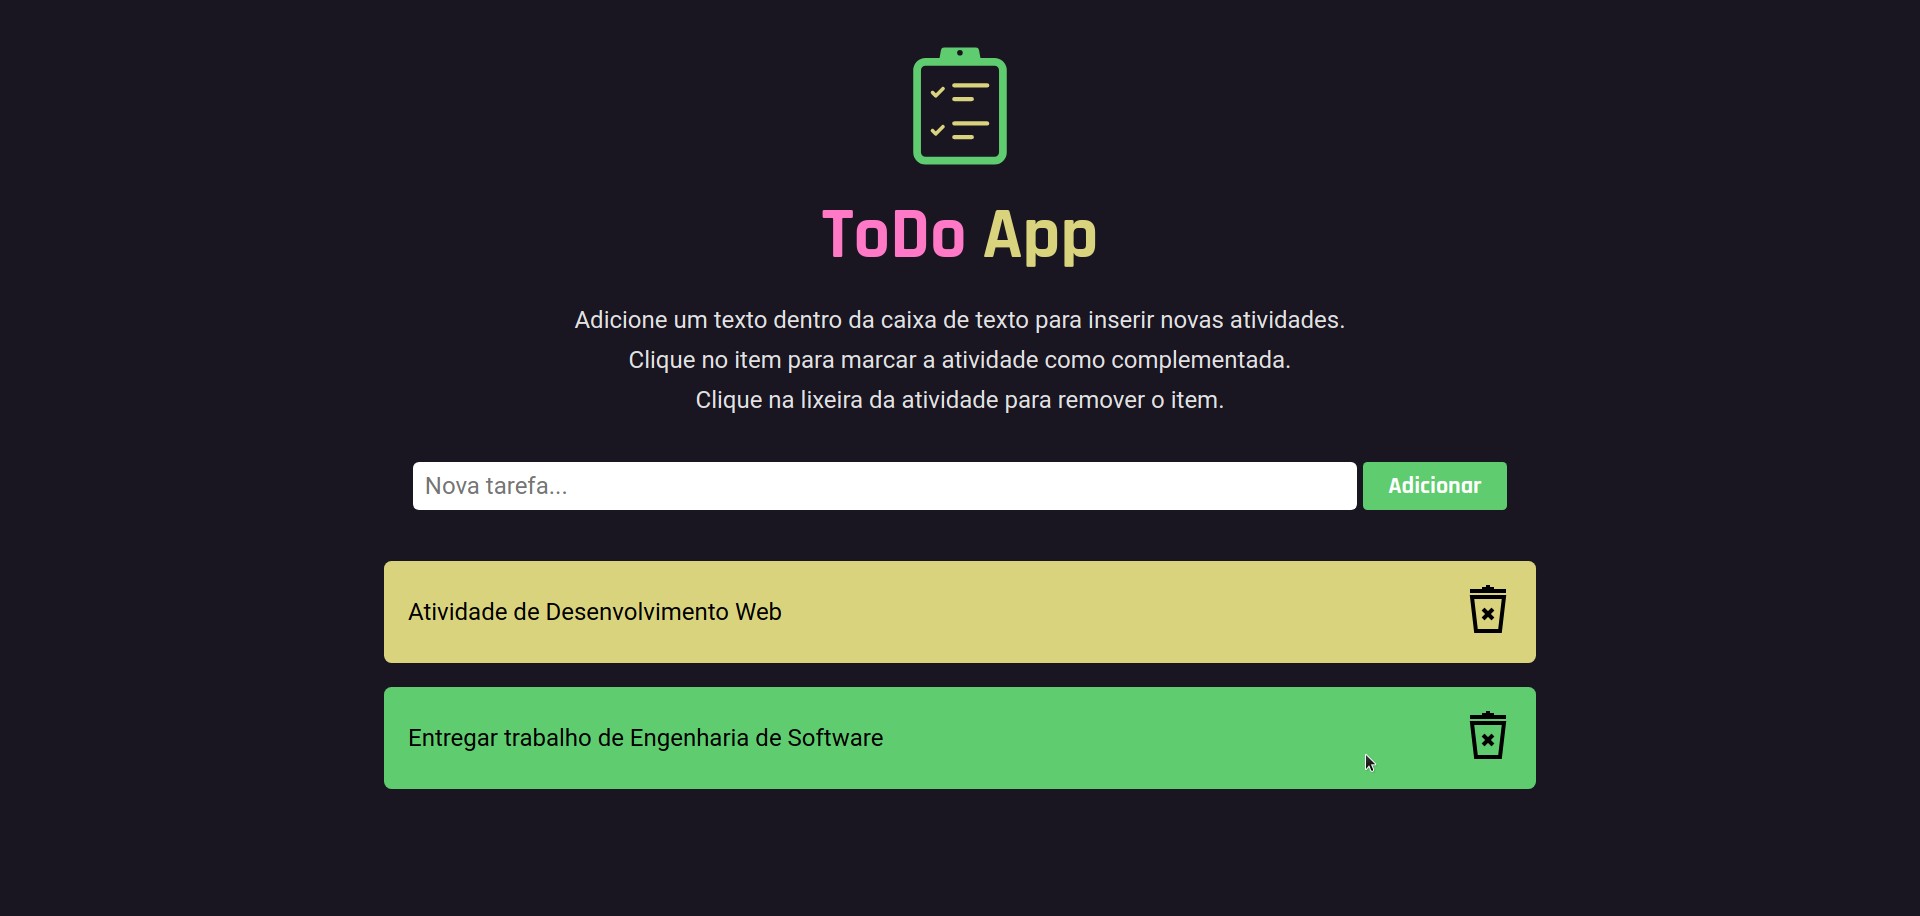 ToDo App
Adicione um texto dentro da caixa de texto para inserir novas atividades.
Clique no item para marcar a atividade como complementada.
Clique na lixeira da atividade para remover o item.
Nova tarefa... Adicionar
Atividade de Desenvolvimento Web
Entregar trabalho de Engenharia de Software